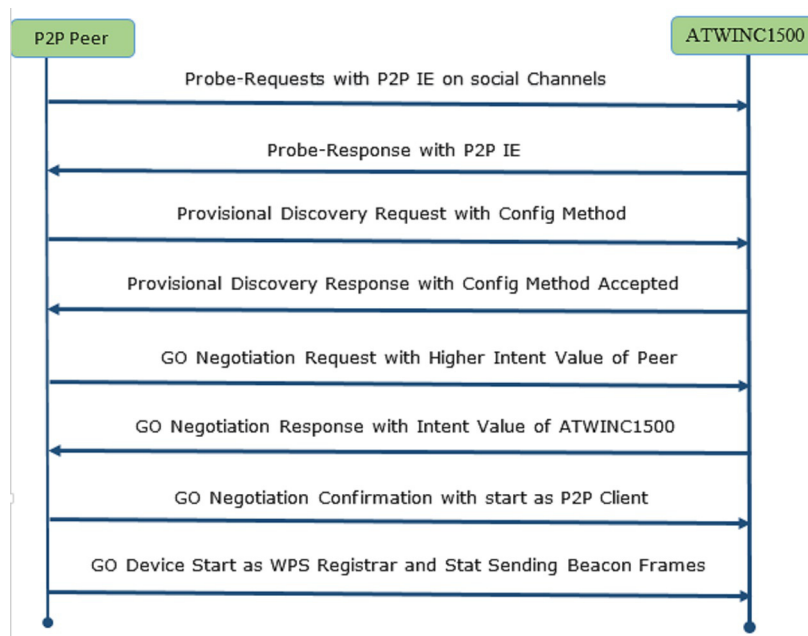 P2P Peer
ATWINC1500
Probe-Requests with P2P IE on social Channels
Probe-Response with P2P IE
Provisional Discovery Request with Config Method
Provisional Discovery Response with Config Method Accepted
GO Negotiation Request with Higher Intent Value of Peer
GO Negotiation Response with Intent Value of ATWINC1500
GO Negotiation Confirmation with start as P2P Client
GO Device Start as WPS Registrar and Stat Sending Beacon Frames